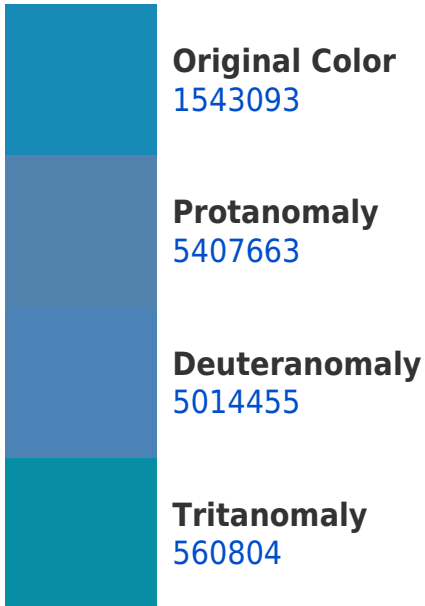 Original Color
1543093
Protanomaly
5407663
Deuteranomaly
5014455
Tritanomaly
560804